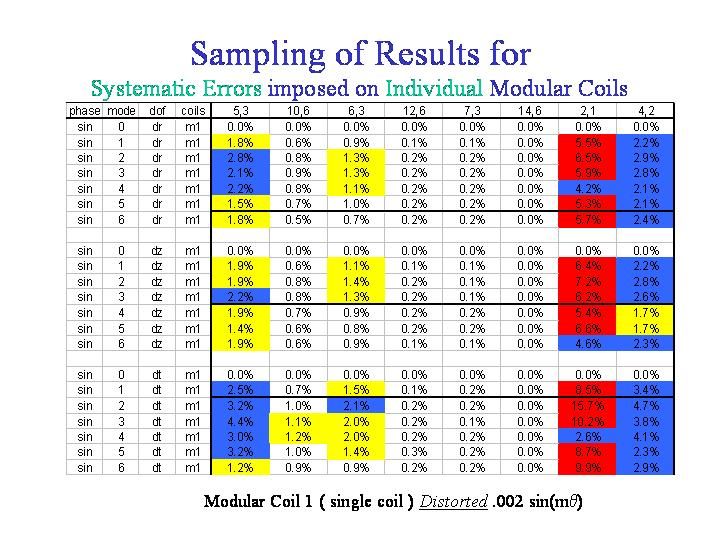 Sampling of Results for
Systematic Errors imposed on Individual Modular Coils
phase mode dof coils 5,3 10,6 6,3 12,6 7,3 14,6 2,1 4,2
sin 0 dr m1 0.0% 0.0% 0.0% 0.0% 0.0% 0.0% 0.0% 0.0%
sin 1 dr m1 1.8% 0.6% 0.9% 0.1% 0.1% 0.0% 5.5% 2.2%
sin 2 dr m1 2.8% 0.8% 1.3% 0.2% 0.2% 0.0% 6.5% 2.9%
sin 3 dr m1 2.1% 0.9% 1.3% 0.2% 0.2% 0.0% 5.9% 2.8%
sin 4 dr m1 2.2% 0.8% 1.1% 0.2% 0.2% 0.0% 4.2% 2.1%
sin 5 dr m1 1.5% 0.7% 1.0% 0.2% 0.2% 0.0% 5.3% 2.1%
sin 6 dr m1 1.8% 0.5% 0.7% 0.2% 0.2% 0.0% 5.7% 2.4%
sin 0 dz m1 0.0% 0.0% 0.0% 0.0% 0.0% 0.0% 0.0% 0.0%
sin 1 dz m1 1.9% 0.6% 1.1% 0.1% 0.1% 0.0% 6.4% 2.2%
sin 2 dz m1 1.9% 0.8% 1.4% 0.2% 0.1% 0.0% 7.2% 2.8%
sin 3 dz m1 2.2% 0.8% 1.3% 0.2% 0.1% 0.0% 6.2% 2.6%
sin 4 dz m1 1.9% 0.7% 0.9% 0.2% 0.2% 0.0% 5.4% 1.7%
sin 5 dz m1 1.4% 0.6% 0.8% 0.2% 0.2% 0.0% 6.6% 1.7%
sin 6 dz m1 1.9% 0.6% 0.9% 0.1% 0.1% 0.0% 4.6% 2.3%
sin 0 dt m1 0.0% 0.0% 0.0% 0.0% 0.0% 0.0% 0.0% 0.0%
sin 1 dt m1 2.5% 0.7% 1.5% 0.1% 0.2% 0.0% 8.5% 3.4%
sin 2 dt m1 3.2% 1.0% 2.1% 0.2% 0.2% 0.0% 15.7% 4.7%
sin 3 dt m1 4.4% 1.1% 2.0% 0.2% 0.1% 0.0% 10.2% 3.8%
sin 4 dt m1 3.0% 1.2% 2.0% 0.2% 0.2% 0.0% 2.6% 4.1%
sin 5 dt m1 3.2% 1.0% 1.4% 0.3% 0.2% 0.0% 8.7% 2.3%
sin 6 dt m1 1.2% 0.9% 0.9% 0.2% 0.2% 0.0% 9.9% 2.9%
Modular Coil 1 ( single coil ) Distorted .002 sin(mθ)